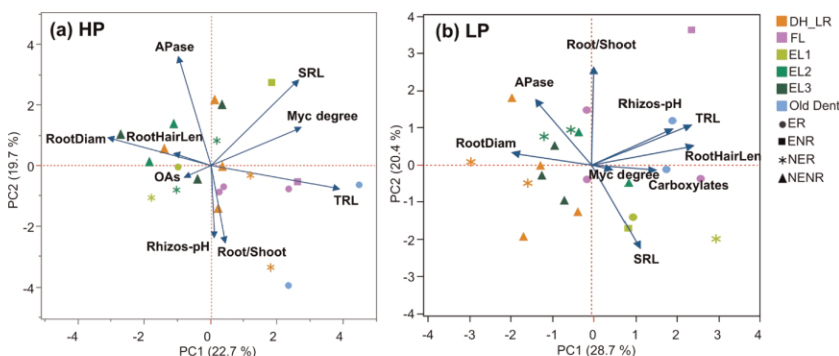 (a) HP
APase
SRL
Myc degree
RootHairLen
RootDiam
OAs
TRL
Rhizos-pH
Root/Shoot
PC2 (19.7 %)
4
2
0
-2
-4
-4 -2 0 2 4
PC1 (22.7 %)
(b) LP
Root/Shoot
APase
Rhizos-pH
TRL
RootDiam
RootHairLen
Myc degree
Carboxylates
SRL
PC2 (20.4 %)
4
3
2
1
0
-1
-2
-3
-4
-4 -3 -2 -1 0 1 2 3 4
PC1 (28.7 %)
DH_LR
FL
EL1
EL2
EL3
Old Dent
ER
ENR
NER
NENR